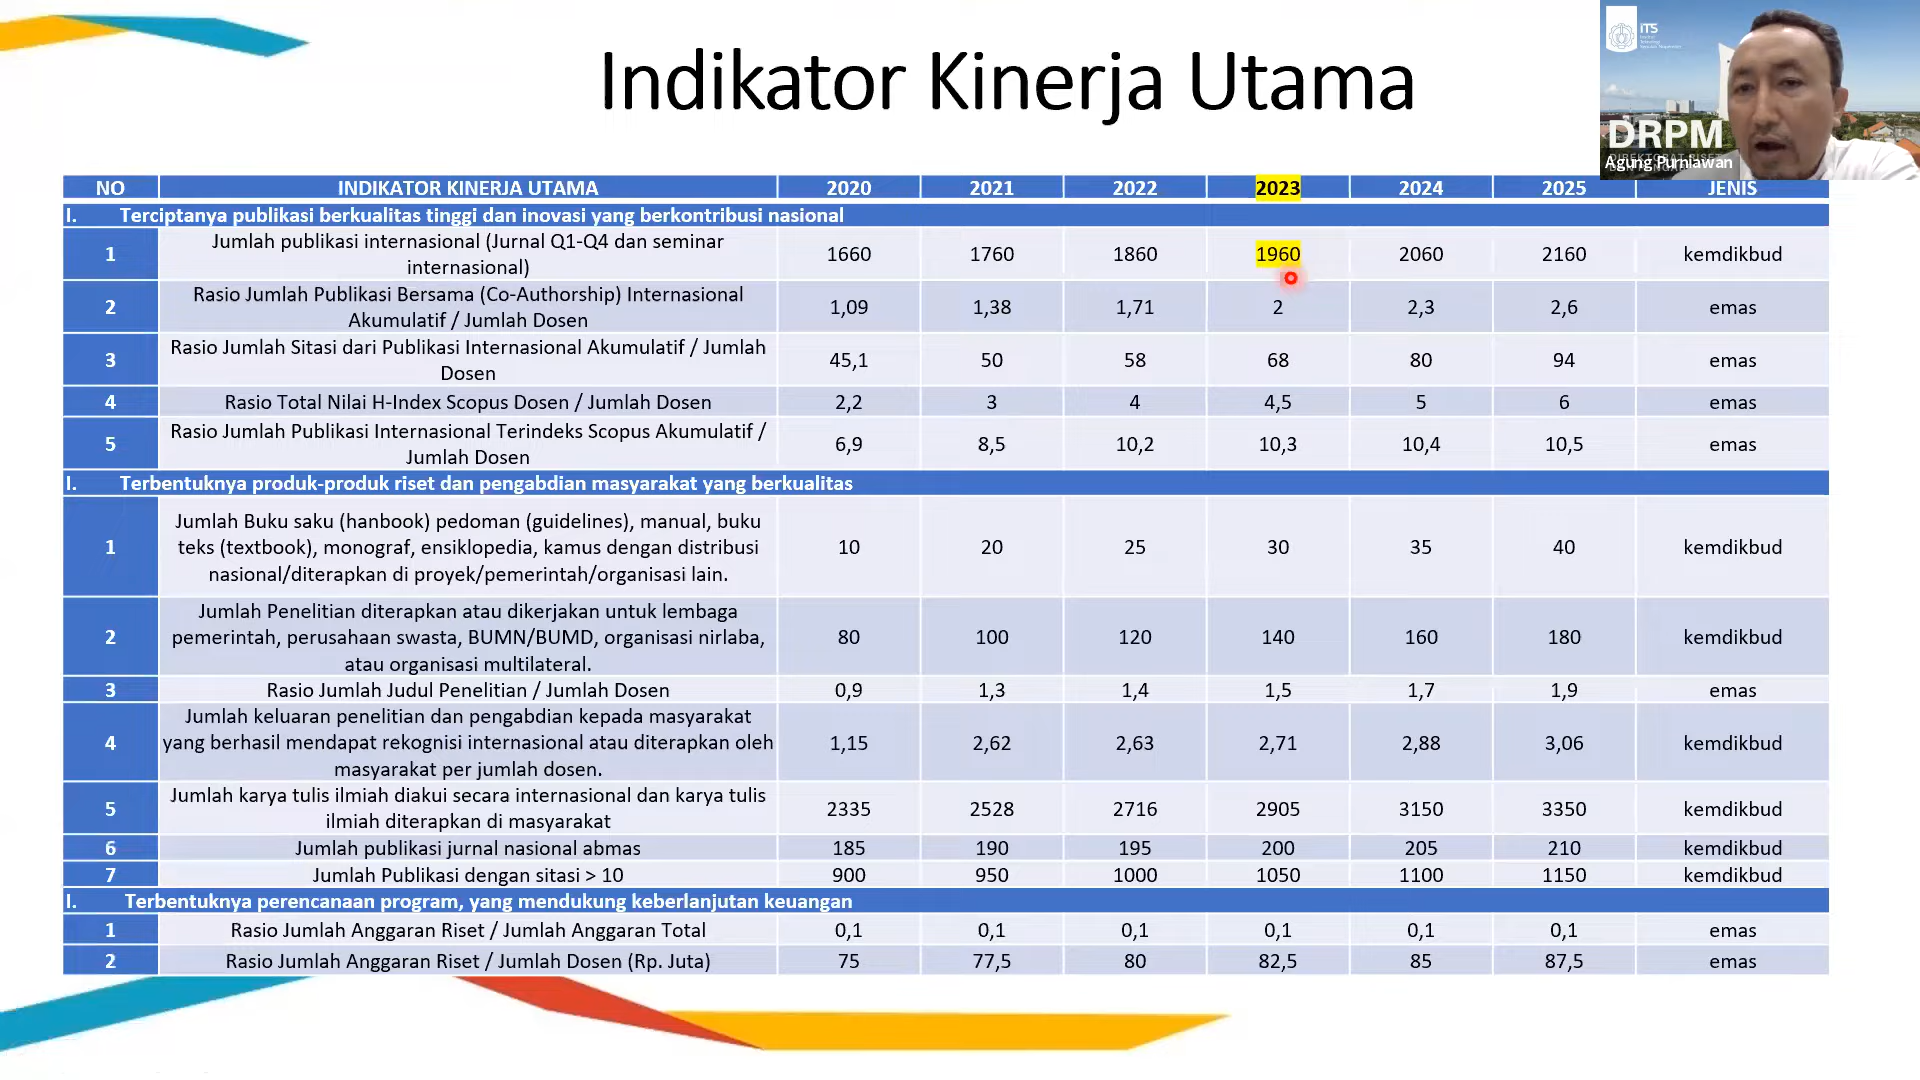 Indikator Kinerja Utama
iTS
DRPM
Agung Purniawan
NO INDIKATOR KINERJA UTAMA 2020 2021 2022 2023 2024 2025 JENIS
I. Terciptanya publikasi berkualitas tinggi dan inovasi yang berkontribusi nasional
1 Jumlah publikasi internasional (Jurnal Q1-Q4 dan seminar
internasional) 1660 1760 1860 1960 2060 2160 kemdikbud
2 Rasio Jumlah Publikasi Bersama (Co-Authorship) Internasional
Akumulatif / Jumlah Dosen 1,09 1,38 1,71 2 2,3 2,6 emas
3 Rasio Jumlah Sitasi dari Publikasi Internasional Akumulatif / Jumlah
Dosen 45,1 50 58 68 80 94 emas
4 Rasio Total Nilai H-Index Scopus Dosen / Jumlah Dosen 2,2 3 4 4,5 5 6 emas
5 Rasio Jumlah Publikasi Internasional Terindeks Scopus Akumulatif /
Jumlah Dosen 6,9 8,5 10,2 10,3 10,4 10,5 emas
I. Terbentuknya produk-produk riset dan pengabdian masyarakat yang berkualitas
1 Jumlah Buku saku (hanbook) pedoman (guidelines), manual, buku
teks (textbook), monograf, ensiklopedia, kamus dengan distribusi
nasional/diterapkan di proyek/pemerintah/organisasi lain. 10 20 25 30 35 40 kemdikbud
2 Jumlah Penelitian diterapkan atau dikerjakan untuk lembaga
pemerintah, perusahaan swasta, BUMN/BUMD, organisasi nirlaba,
atau organisasi multilateral. 80 100 120 140 160 180 kemdikbud
3 Rasio Jumlah Judul Penelitian / Jumlah Dosen 0,9 1,3 1,4 1,5 1,7 1,9 emas
4 Jumlah keluaran penelitian dan pengabdian kepada masyarakat
yang berhasil mendapat rekognisi internasional atau diterapkan oleh
masyarakat per jumlah dosen. 1,15 2,62 2,63 2,71 2,88 3,06 kemdikbud
5 Jumlah karya tulis ilmiah diakui secara internasional dan karya tulis
ilmiah diterapkan di masyarakat 2335 2528 2716 2905 3150 3350 kemdikbud
6 Jumlah publikasi jurnal nasional abmas 185 190 195 200 205 210 kemdikbud
7 Jumlah Publikasi dengan sitasi > 10 900 950 1000 1050 1100 1150 kemdikbud
I. Terbentuknya perencanaan program, yang mendukung keberlanjutan keuangan
1 Rasio Jumlah Anggaran Riset / Jumlah Anggaran Total 0,1 0,1 0,1 0,1 0,1 0,1 emas
2 Rasio Jumlah Anggaran Riset / Jumlah Dosen (Rp. Juta) 75 77,5 80 82,5 85 87,5 emas